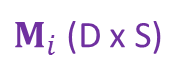 𝐌ᵢ (D x S)